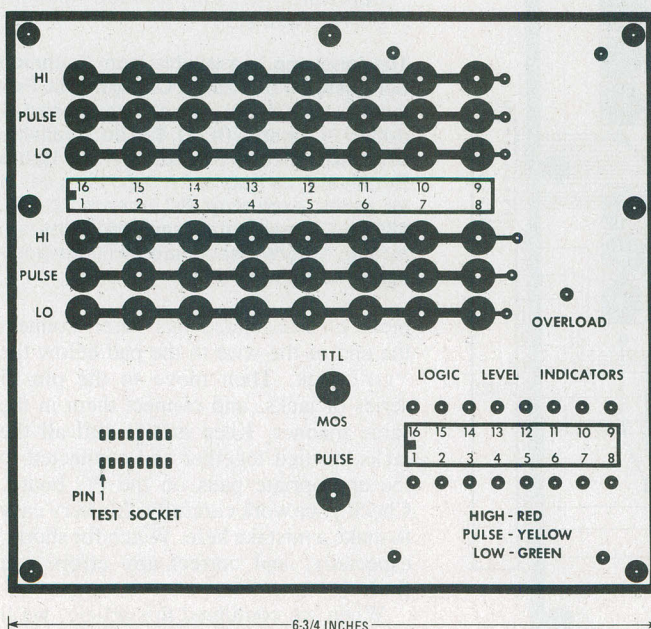 HI
PULSE
LO
16 15 14 13 12 11 10 9
1 2 3 4 5 6 7 8
HI
PULSE
LO
OVERLOAD
TTL
MOS
PULSE
LOGIC LEVEL INDICATORS
16 15 14 13 12 11 10 9
1 2 3 4 5 6 7 8
PIN 1
TEST SOCKET
HIGH - RED
PULSE - YELLOW
LOW - GREEN
6-3/4 INCHES